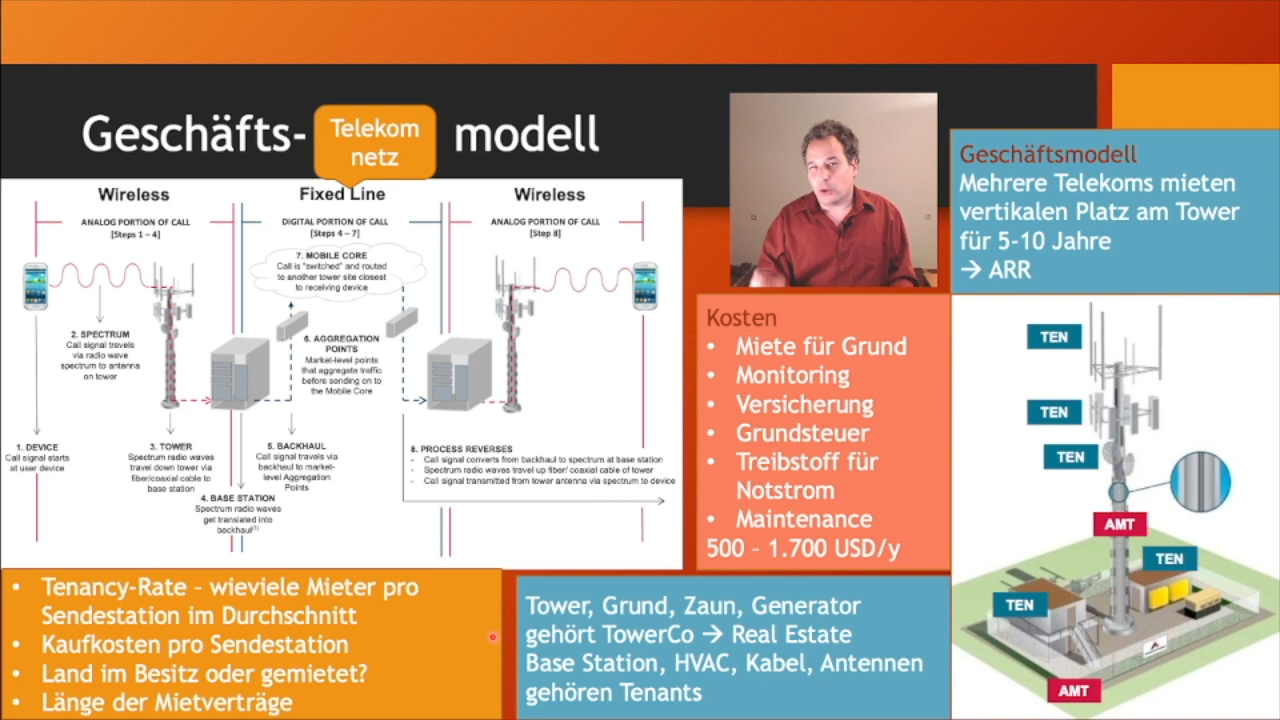 Geschäfts-
Telekom
netz
modell
Wireless
Fixed Line
Wireless
ANALOG PORTION OF CALL
[Steps 1 – 4]
DIGITAL PORTION OF CALL
[Steps 4 – 7]
ANALOG PORTION OF CALL
[Step 8]
7. MOBILE CORE
Call is "switched" and routed
to another tower site closest
to receiving device
2. SPECTRUM
Call signal travels
via radio wave
spectrum to antenna
on tower
6. AGGREGATION
POINTS
Market-level points
that aggregate traffic
before sending on to
the Mobile Core
1. DEVICE
Call signal starts
at user device
3. TOWER
Spectrum radio waves
travel down tower via
fiber/coaxial cable to
base station
4. BASE STATION
Spectrum radio waves
get translated into
backhaul(1)
5. BACKHAUL
Call signal travels via
backhaul to market-
level Aggregation
Points
8. PROCESS REVERSES
- Call signal converts from backhaul to spectrum at base station
- Spectrum radio waves travel up fiber/ coaxial cable of tower
- Call signal transmitted from tower antenna via spectrum to device
Geschäftsmodell
Mehrere Telekoms mieten
vertikalen Platz am Tower
für 5-10 Jahre
→ ARR
Kosten
• Miete für Grund
• Monitoring
• Versicherung
• Grundsteuer
• Treibstoff für
Notstrom
• Maintenance
500 – 1.700 USD/y
TEN
TEN
TEN
AMT
TEN
TEN
AMT
• Tenancy-Rate – wieviele Mieter pro
Sendestation im Durchschnitt
• Kaufkosten pro Sendestation
• Land im Besitz oder gemietet?
• Länge der Mietverträge
Tower, Grund, Zaun, Generator
gehört TowerCo → Real Estate
Base Station, HVAC, Kabel, Antennen
gehören Tenants